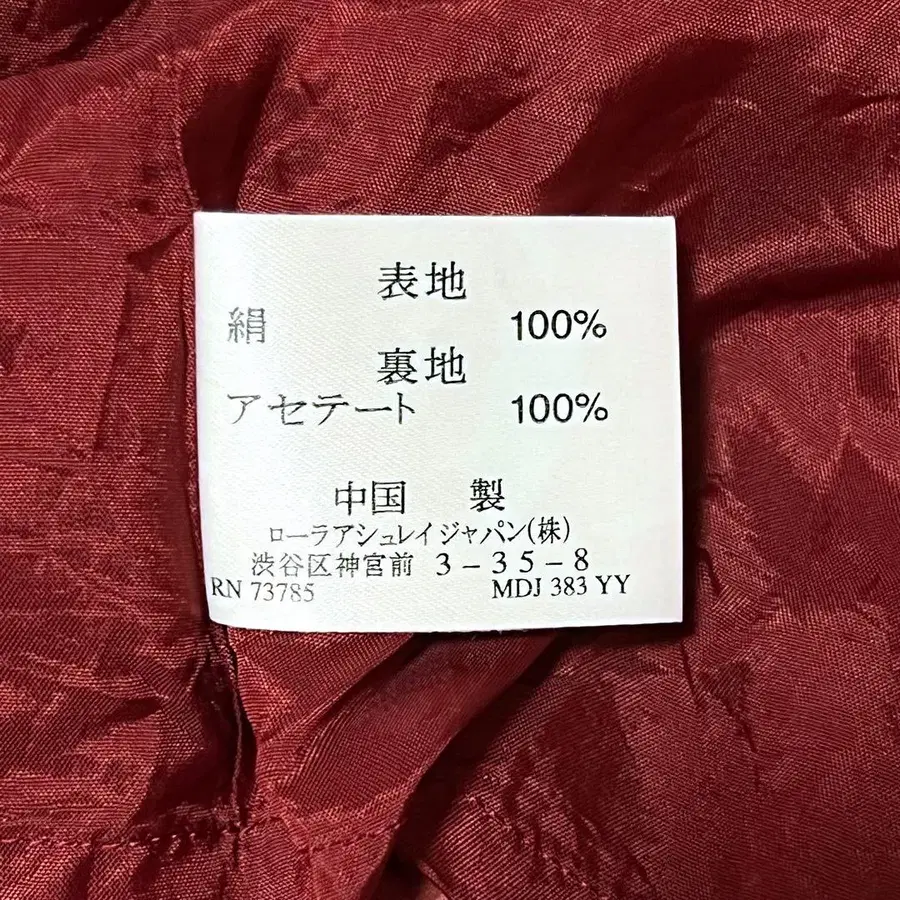 表地
絹 100%
裏地
アセテート 100%
中国 製
ローラアシュレイジャパン(株)
渋谷区神宮前 3-35-8
RN 73785 MDJ 383 YY